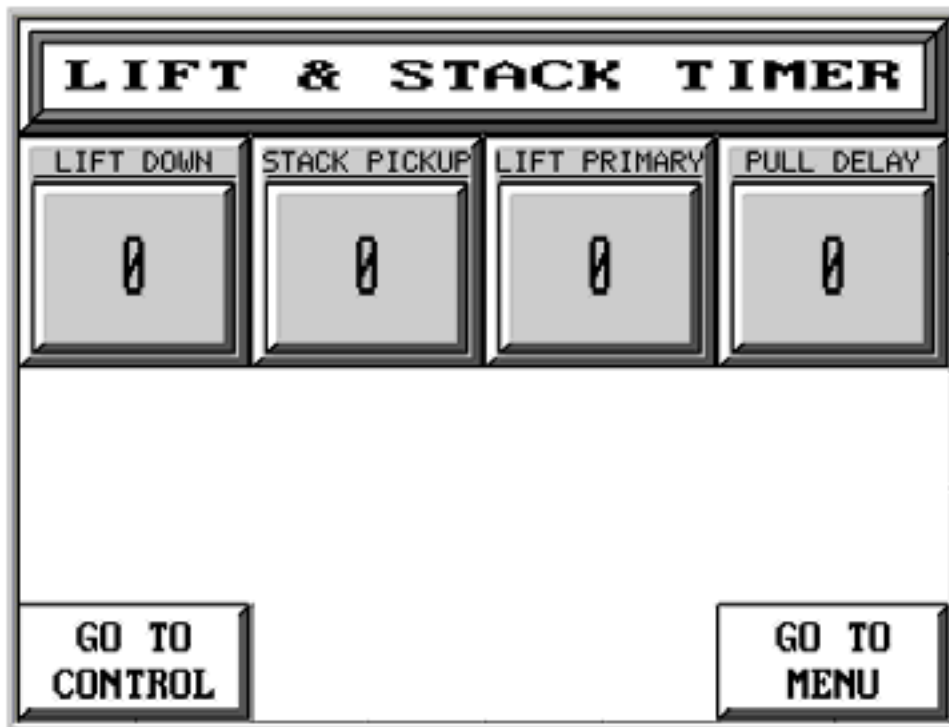 LIFT & STACK TIMER
LIFT DOWN STACK PICKUP LIFT PRIMARY PULL DELAY
0 0 0 0
GO TO GO TO
CONTROL MENU